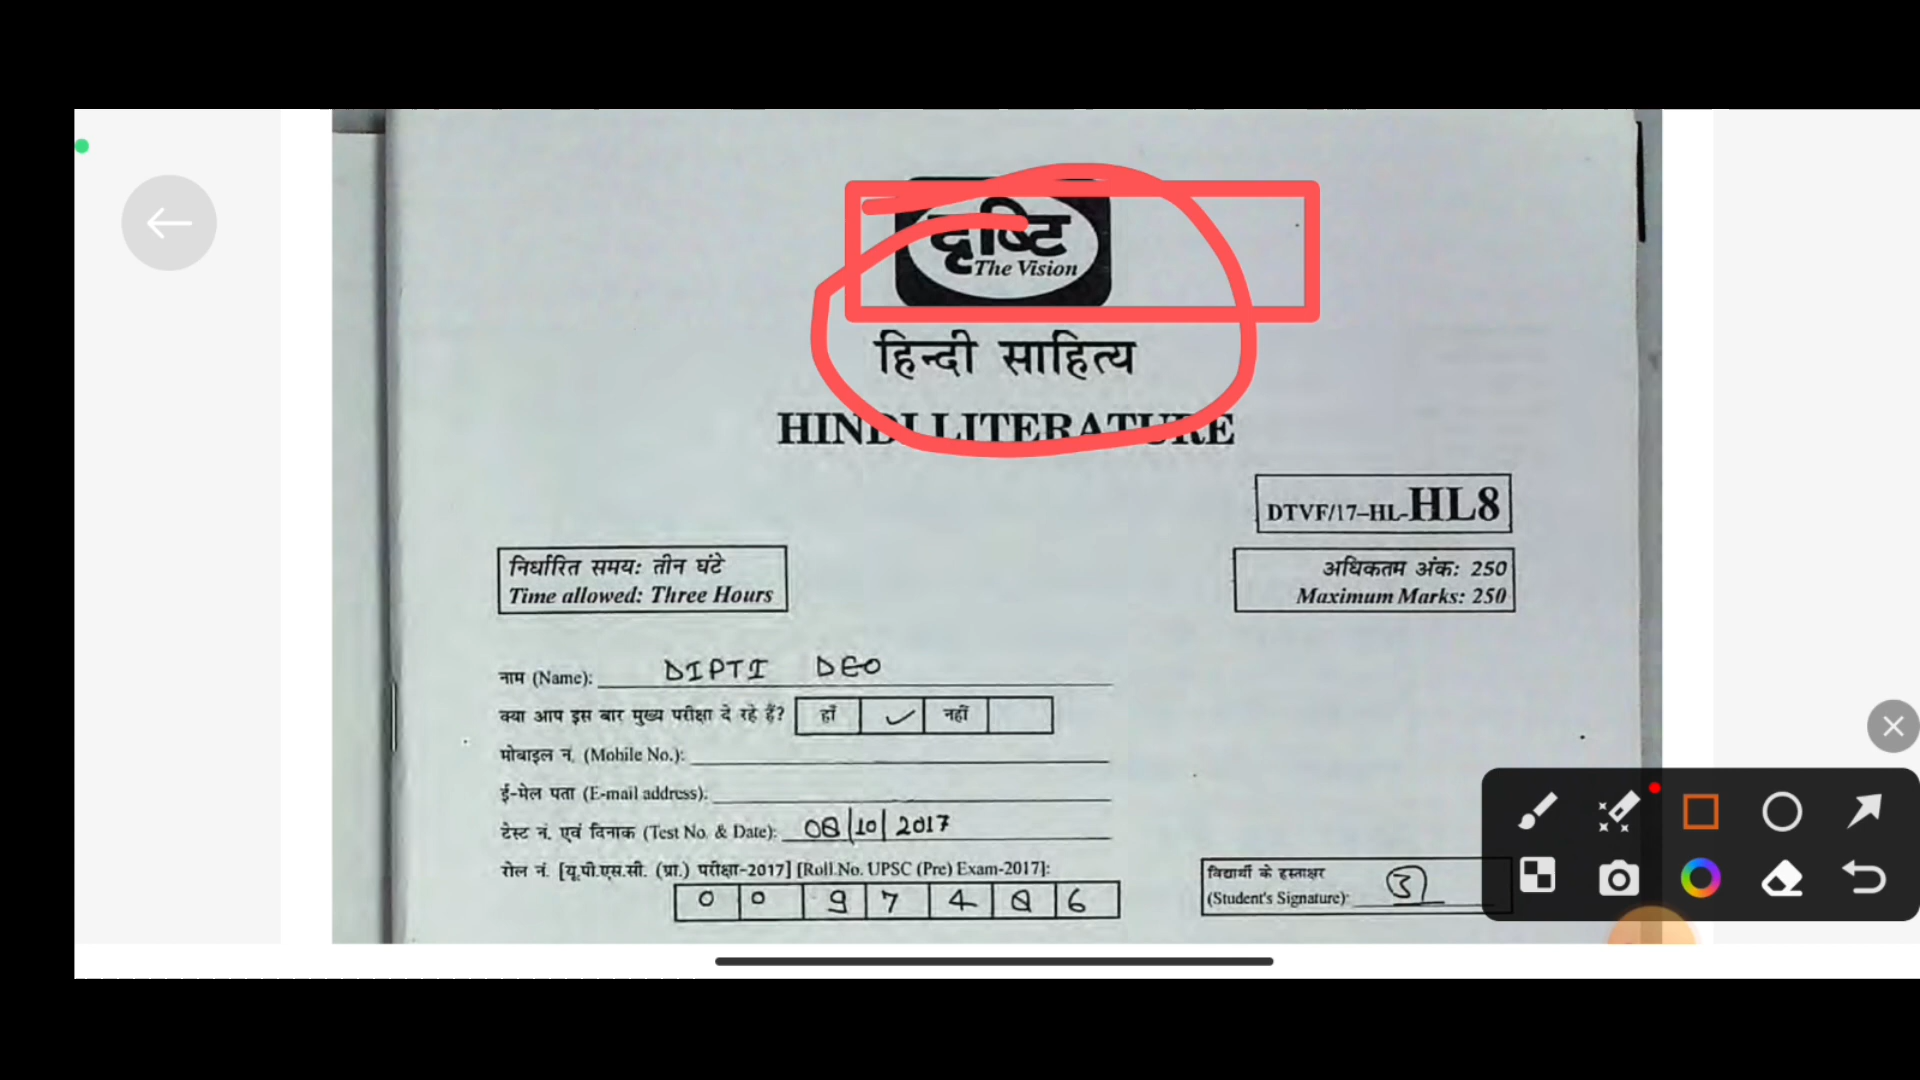 दृष्टि
The Vision
हिन्दी साहित्य
HINDI LITERATURE
DTVF/17–HL-HL8
निर्धारित समय: तीन घंटे
Time allowed: Three Hours
अधिकतम अंक: 250
Maximum Marks: 250
नाम (Name): DIPTI DEO
क्या आप इस बार मुख्य परीक्षा दे रहे हैं? हाँ ✓ नहीं
मोबाइल नं. (Mobile No.):
ई-मेल पता (E-mail address):
टेस्ट नं. एवं दिनांक (Test No. & Date): 08|10|2017
रोल नं. [यू.पी.एस.सी. (प्रा.) परीक्षा-2017] [Roll.No. UPSC (Pre) Exam-2017]:
0 0 9 7 4 8 6
विद्यार्थी के हस्ताक्षर
(Student's Signature):